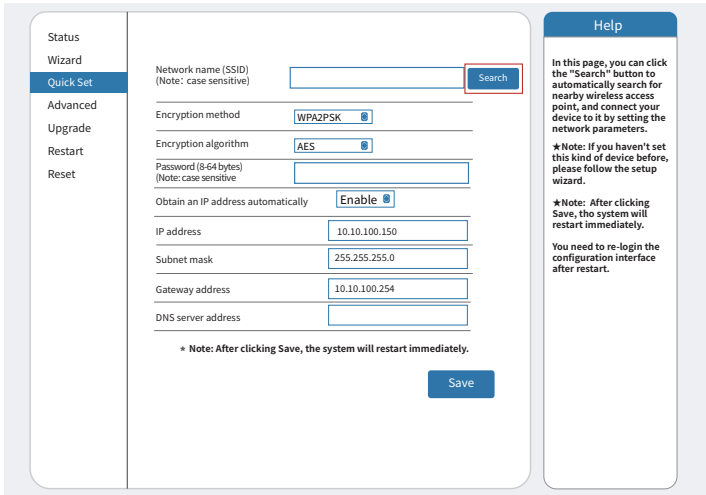 Status
Wizard
Quick Set
Advanced
Upgrade
Restart
Reset
Network name (SSID)
(Note: case sensitive)
Search
Encryption method
WPA2PSK
Encryption algorithm
AES
Password (8-64 bytes)
(Note: case sensitive
Obtain an IP address automatically
Enable
IP address
10.10.100.150
Subnet mask
255.255.255.0
Gateway address
10.10.100.254
DNS server address
★ Note: After clicking Save, the system will restart immediately.
Save
Help
In this page, you can click
the "Search" button to
automatically search for
nearby wireless access
point, and connect your
device to it by setting the
network parameters.
★Note: If you haven't set
this kind of device before,
please follow the setup
wizard.
★Note: After clicking
Save, tho system will
restart immediately.
You need to re-login the
configuration interface
after restart.